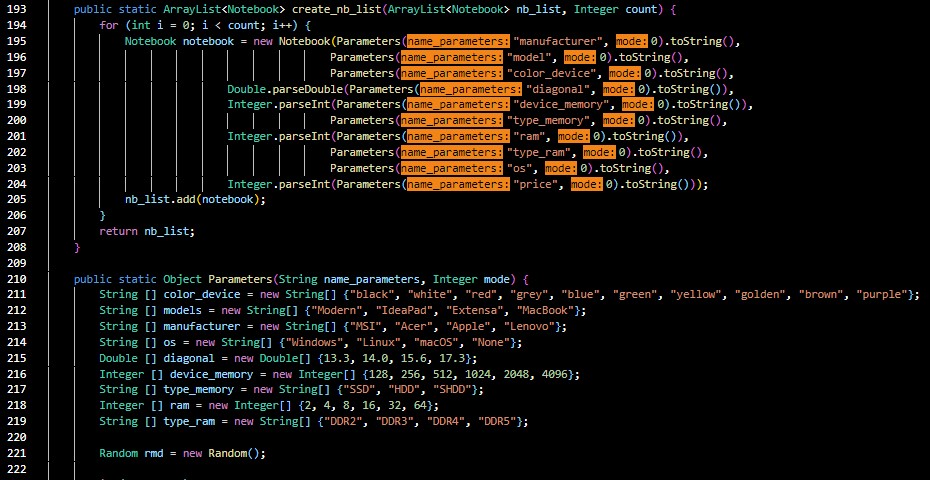 193 public static ArrayList<Notebook> create_nb_list(ArrayList<Notebook> nb_list, Integer count) {
194 for (int i = 0; i < count; i++) {
195 Notebook notebook = new Notebook(Parameters(name_parameters: "manufacturer", mode: 0).toString(),
196 Parameters(name_parameters: "model", mode: 0).toString(),
197 Parameters(name_parameters: "color_device", mode: 0).toString(),
198 Double.parseDouble(Parameters(name_parameters: "diagonal", mode: 0).toString()),
199 Integer.parseInt(Parameters(name_parameters: "device_memory", mode: 0).toString()),
200 Parameters(name_parameters: "type_memory", mode: 0).toString(),
201 Integer.parseInt(Parameters(name_parameters: "ram", mode: 0).toString()),
202 Parameters(name_parameters: "type_ram", mode: 0).toString(),
203 Parameters(name_parameters: "os", mode: 0).toString(),
204 Integer.parseInt(Parameters(name_parameters: "price", mode: 0).toString()));
205 nb_list.add(notebook);
206 }
207 return nb_list;
208 }
209
210 public static Object Parameters(String name_parameters, Integer mode) {
211 String [] color_device = new String[] {"black", "white", "red", "grey", "blue", "green", "yellow", "golden", "brown", "purple"};
212 String [] models = new String[] {"Modern", "IdeaPad", "Extensa", "MacBook"};
213 String [] manufacturer = new String[] {"MSI", "Acer", "Apple", "Lenovo"};
214 String [] os = new String[] {"Windows", "Linux", "macOS", "None"};
215 Double [] diagonal = new Double[] {13.3, 14.0, 15.6, 17.3};
216 Integer [] device_memory = new Integer[] {128, 256, 512, 1024, 2048, 4096};
217 String [] type_memory = new String[] {"SSD", "HDD", "SHDD"};
218 Integer [] ram = new Integer[] {2, 4, 8, 16, 32, 64};
219 String [] type_ram = new String[] {"DDR2", "DDR3", "DDR4", "DDR5"};
220
221 Random rmd = new Random();
222